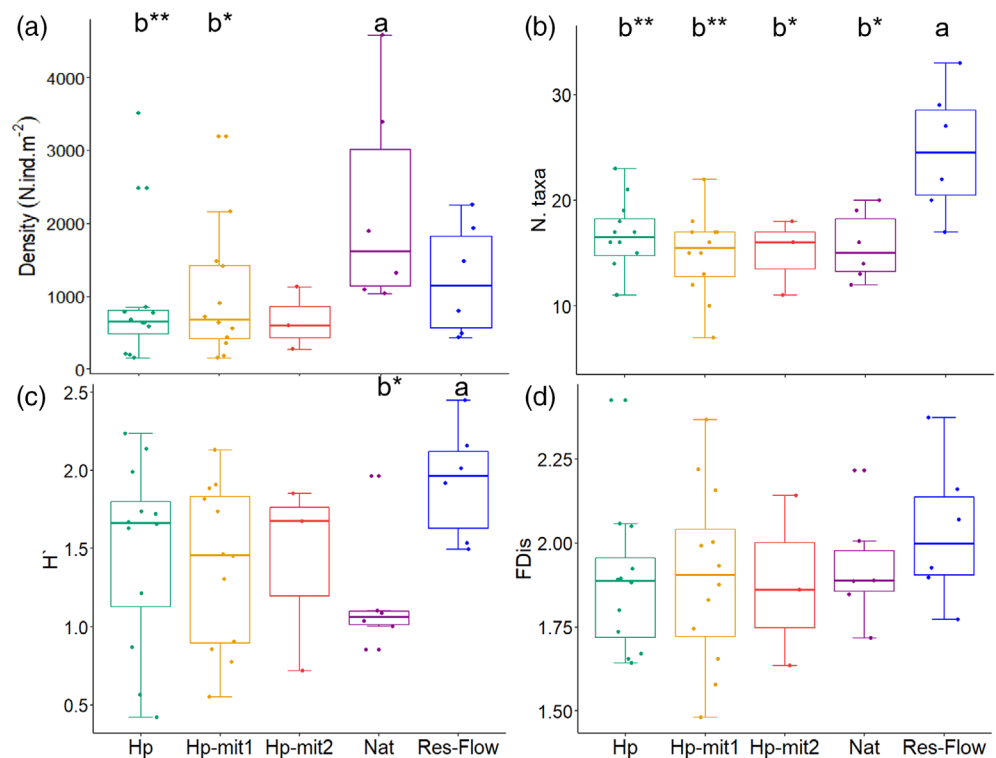 (a)
b** b* a
Density (N.ind.m-2)
4000
3000
2000
1000
0
(b)
b** b** b* b* a
N. taxa
30
20
10
(c)
b* a
H`
2.5
2.0
1.5
1.0
0.5
Hp Hp-mit1 Hp-mit2 Nat Res-Flow
(d)
FDis
2.25
2.00
1.75
1.50
Hp Hp-mit1 Hp-mit2 Nat Res-Flow